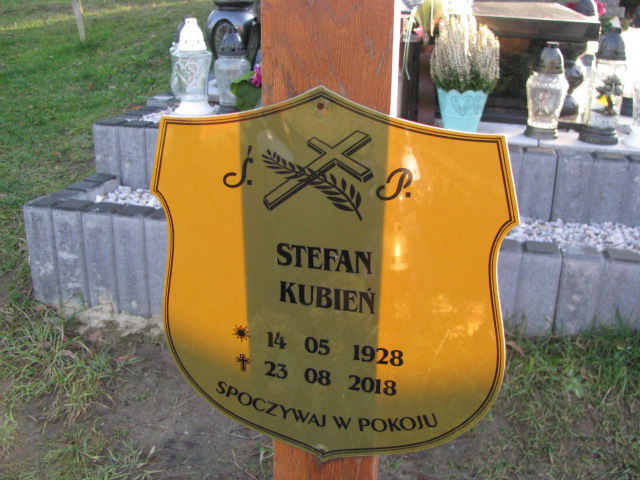 Ś. P.
STEFAN
KUBIEŃ
14 05 1928
23 08 2018
SPOCZYWAJ W POKOJU